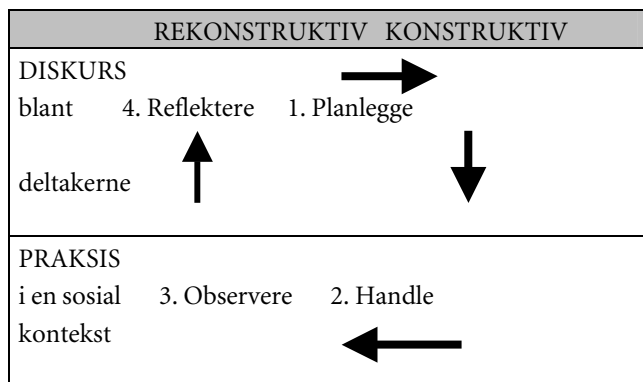 REKONSTRUKTIV KONSTRUKTIV
DISKURS
blant 4. Reflektere 1. Planlegge
deltakerne
PRAKSIS
i en sosial 3. Observere 2. Handle
kontekst